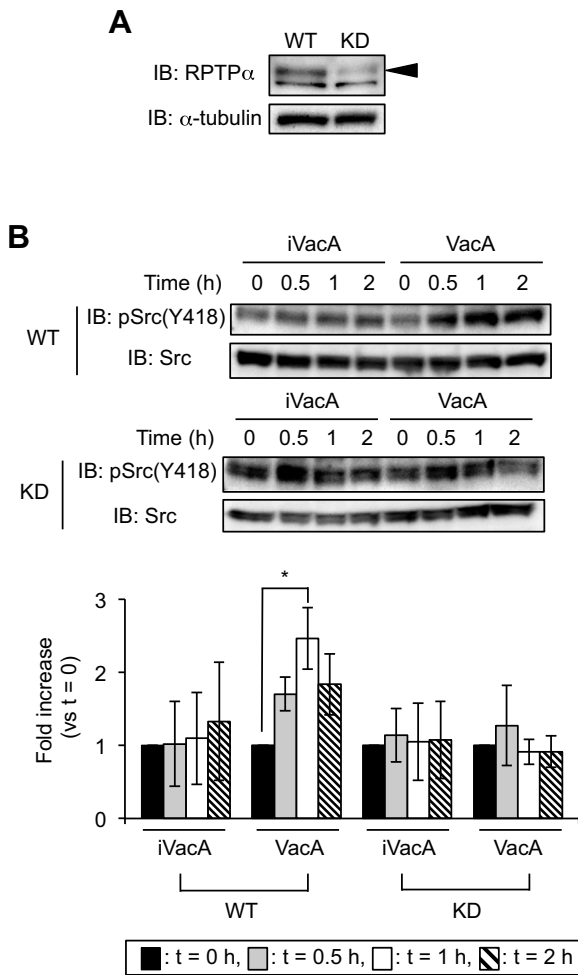 A
WT KD
IB: RPTPα
IB: α-tubulin
B
iVacA VacA
Time (h) 0 0.5 1 2 0 0.5 1 2
IB: pSrc(Y418)
WT
IB: Src
iVacA VacA
Time (h) 0 0.5 1 2 0 0.5 1 2
IB: pSrc(Y418)
KD
IB: Src
*
3
2
1
0
Fold increase
(vs t = 0)
iVacA VacA iVacA VacA
WT KD
: t = 0 h, : t = 0.5 h, : t = 1 h, : t = 2 h